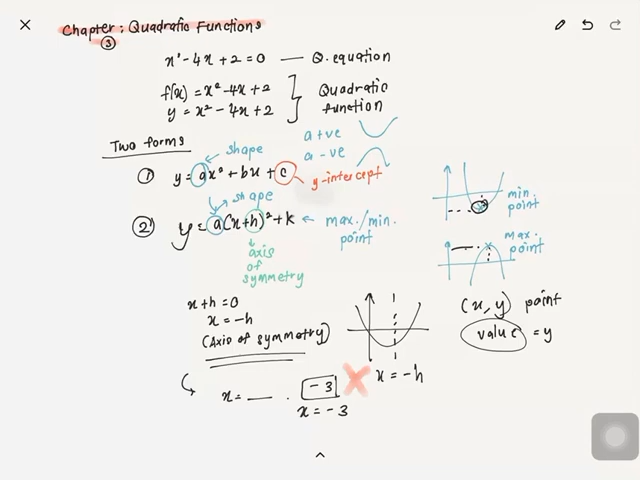 Chapter: Quadratic Functions
③
x²-4x+2=0 — Q.equation
f(x) = x²-4x+2
y = x²-4x+2
Quadratic function
Two forms
a +ve
a -ve
shape
① y = ax² + bx + c
y-intercept
shape
② y = a(x+h)²+k ← max./min. point
axis of symmetry
min. point
max. point
x+h=0
x = -h
(Axis of symmetry)
x = -h
(x, y) point
value = y
x = __ . -3
x = -3